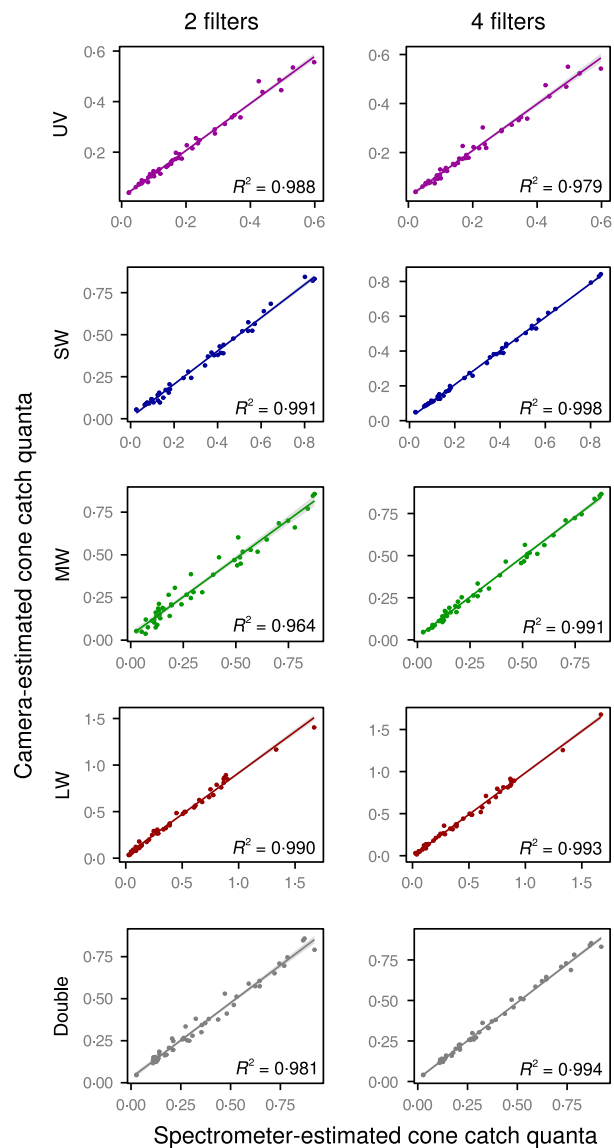 2 filters 4 filters
Camera-estimated cone catch quanta
UV
0·6
0·4
0·2
R² = 0·988
0·0 0·2 0·4 0·6
0·6
0·4
0·2
R² = 0·979
0·0 0·2 0·4 0·6
SW
0·75
0·50
0·25
0·00
R² = 0·991
0·0 0·2 0·4 0·6 0·8
0·8
0·6
0·4
0·2
0·0
R² = 0·998
0·0 0·2 0·4 0·6 0·8
MW
0·75
0·50
0·25
0·00
R² = 0·964
0·00 0·25 0·50 0·75
0·75
0·50
0·25
0·00
R² = 0·991
0·00 0·25 0·50 0·75
LW
1·5
1·0
0·5
0·0
R² = 0·990
0·0 0·5 1·0 1·5
1·5
1·0
0·5
0·0
R² = 0·993
0·0 0·5 1·0 1·5
Double
0·75
0·50
0·25
0·00
R² = 0·981
0·00 0·25 0·50 0·75
0·75
0·50
0·25
0·00
R² = 0·994
0·00 0·25 0·50 0·75
Spectrometer-estimated cone catch quanta